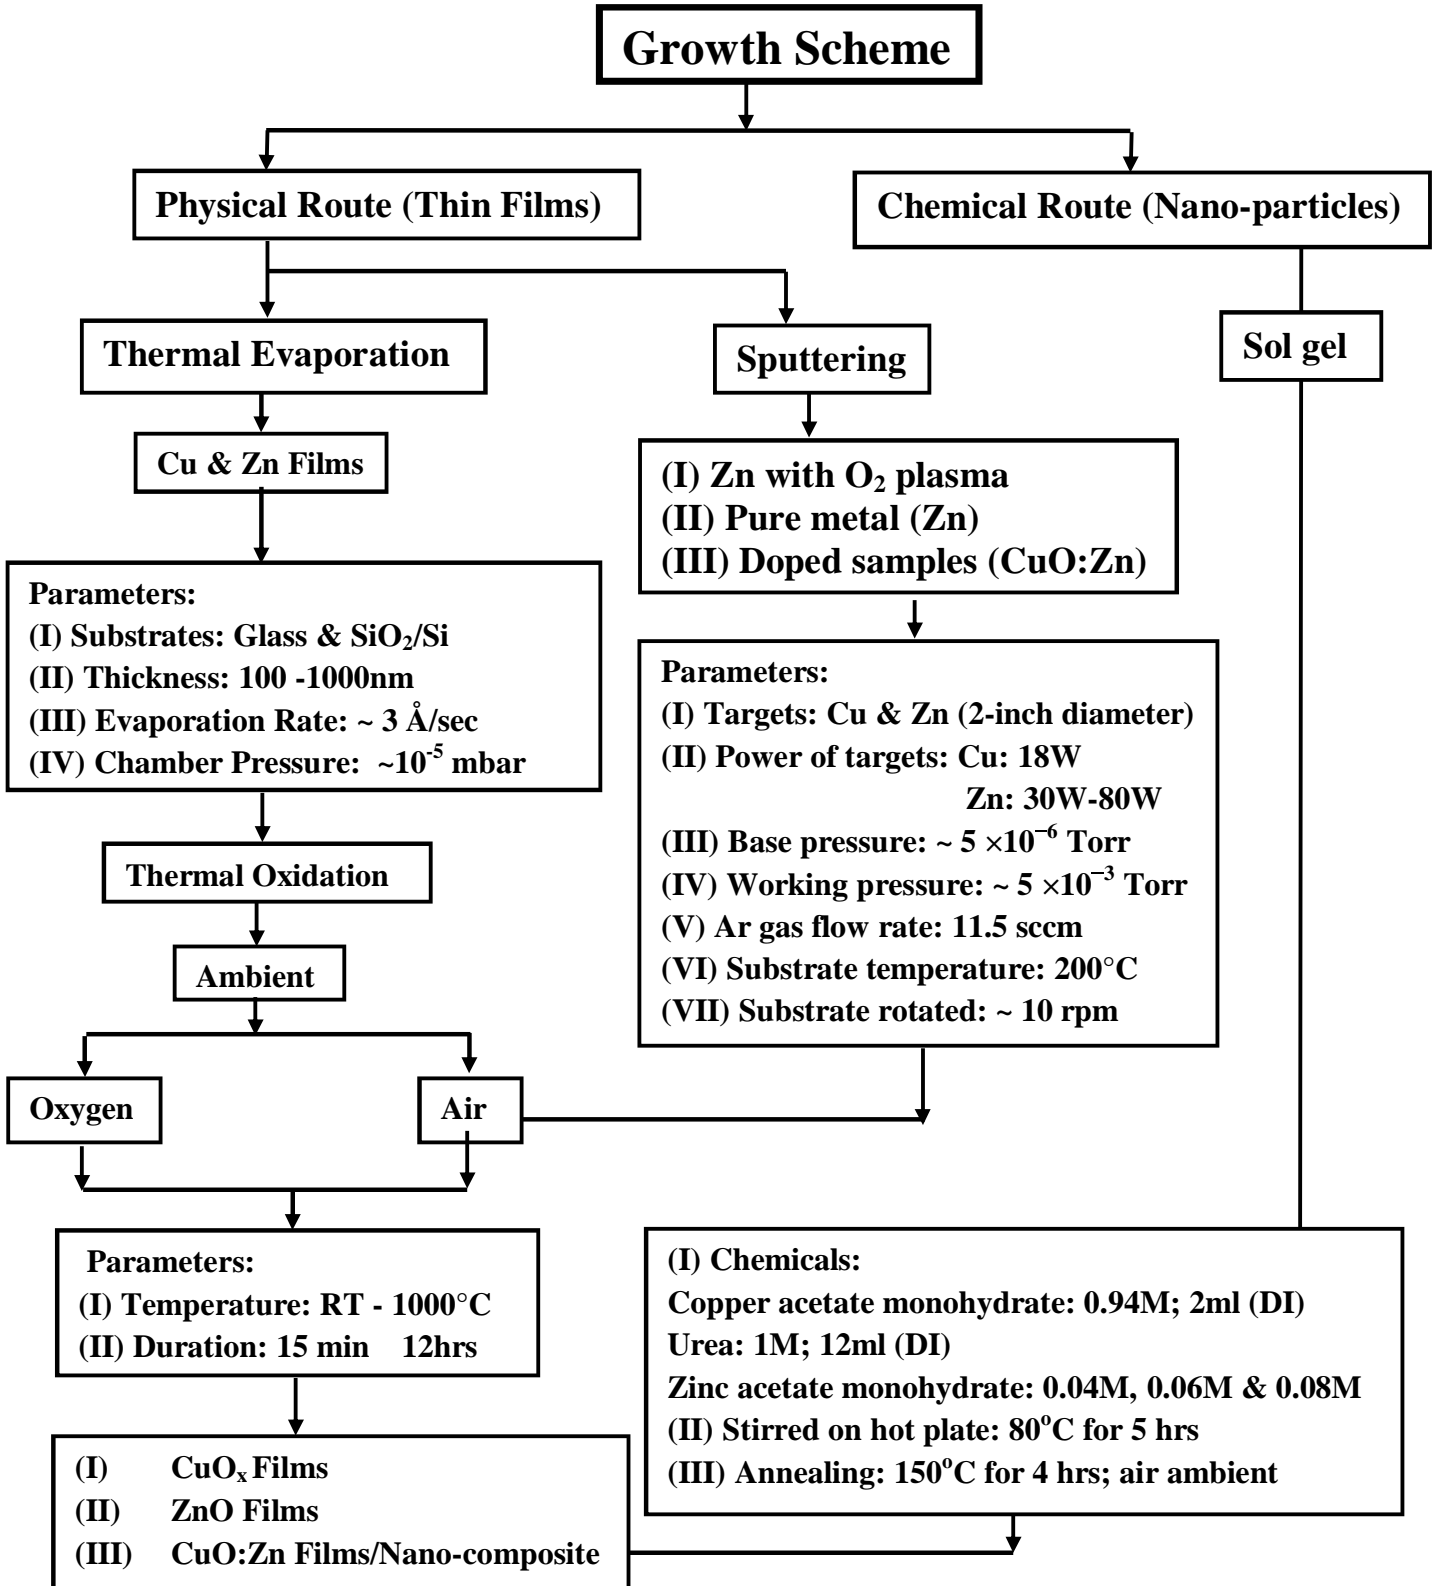 Growth Scheme
Physical Route (Thin Films)
Chemical Route (Nano-particles)
Thermal Evaporation
Sputtering
Sol gel
Cu & Zn Films
(I) Zn with O₂ plasma
(II) Pure metal (Zn)
(III) Doped samples (CuO:Zn)
Parameters:
(I) Substrates: Glass & SiO₂/Si
(II) Thickness: 100 -1000nm
(III) Evaporation Rate: ~ 3 Å/sec
(IV) Chamber Pressure: ~10⁻⁵ mbar
Parameters:
(I) Targets: Cu & Zn (2-inch diameter)
(II) Power of targets: Cu: 18W
Zn: 30W-80W
(III) Base pressure: ~ 5 ×10⁻⁶ Torr
(IV) Working pressure: ~ 5 ×10⁻³ Torr
(V) Ar gas flow rate: 11.5 sccm
(VI) Substrate temperature: 200°C
(VII) Substrate rotated: ~ 10 rpm
Thermal Oxidation
Ambient
Oxygen
Air
Parameters:
(I) Temperature: RT - 1000°C
(II) Duration: 15 min 12hrs
(I) Chemicals:
Copper acetate monohydrate: 0.94M; 2ml (DI)
Urea: 1M; 12ml (DI)
Zinc acetate monohydrate: 0.04M, 0.06M & 0.08M
(II) Stirred on hot plate: 80°C for 5 hrs
(III) Annealing: 150°C for 4 hrs; air ambient
(I) CuOₓ Films
(II) ZnO Films
(III) CuO:Zn Films/Nano-composite